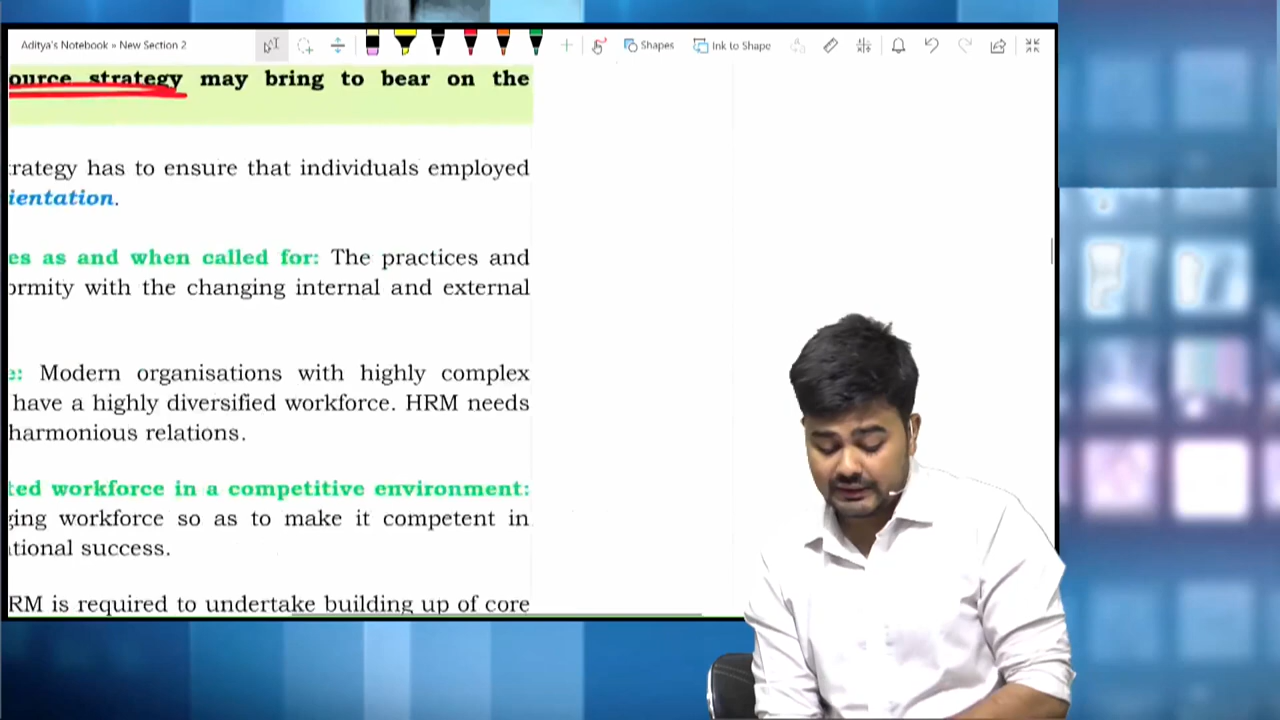 Aditya's Notebook » New Section 2
Shapes
Ink to Shape
ource strategy may bring to bear on the
rategy has to ensure that individuals employed
ientation.
es as and when called for: The practices and
ormity with the changing internal and external
e: Modern organisations with highly complex
have a highly diversified workforce. HRM needs
harmonious relations.
ted workforce in a competitive environment:
ging workforce so as to make it competent in
tional success.
RM is required to undertake building up of core